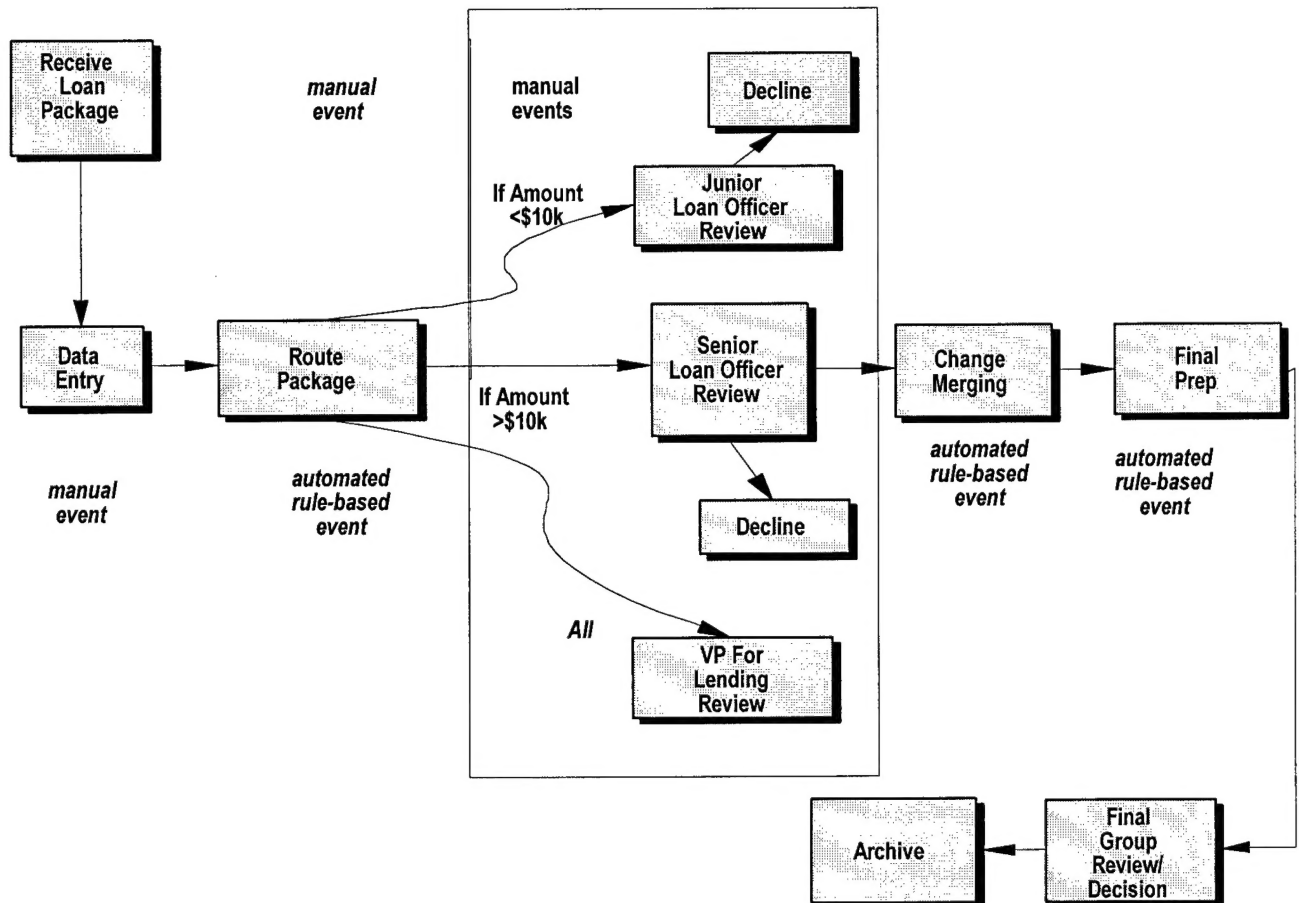 Receive
Loan
Package
manual
event
manual
events
Decline
If Amount
<$10k
Junior
Loan Officer
Review
Data
Entry
Route
Package
If Amount
>$10k
Senior
Loan Officer
Review
Change
Merging
Final
Prep
manual
event
automated
rule-based
event
automated
rule-based
event
automated
rule-based
event
Decline
All
VP For
Lending
Review
Archive
Final
Group
Review/
Decision